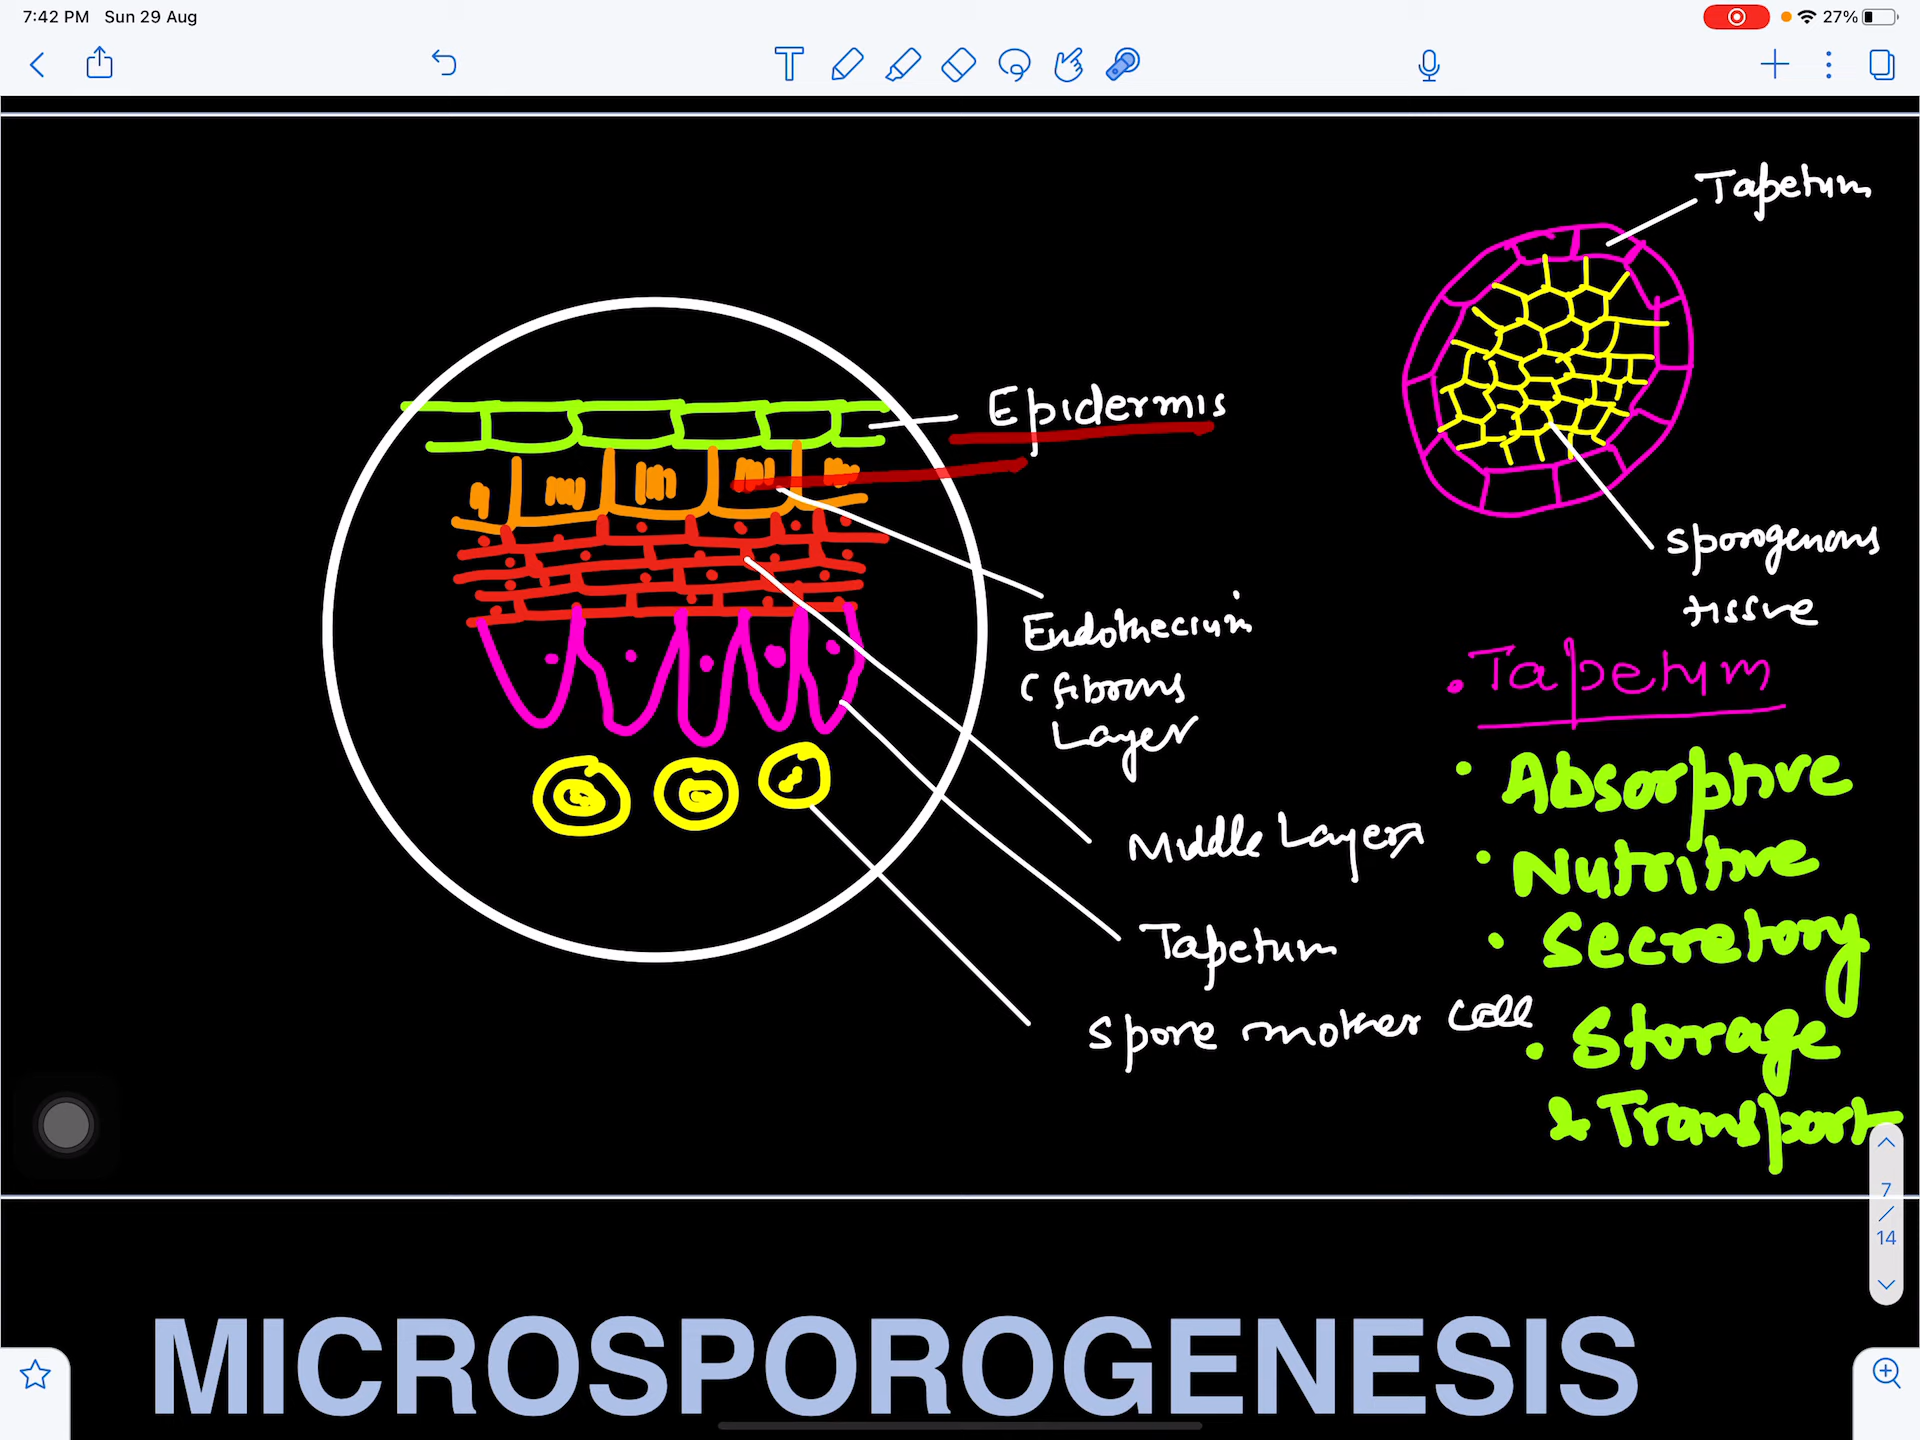 7:42 PM Sun 29 Aug
27%
Tapetum
Epidermis
Sporogenous
tissue
Endothecium
( fibrous
Layer
. Tapetum
• Absorptive
Middle Layers
• Nutritive
Tapetum
• Secretory
Spore mother cell
• Storage
& Transport
7
/
14
MICROSPOROGENESIS